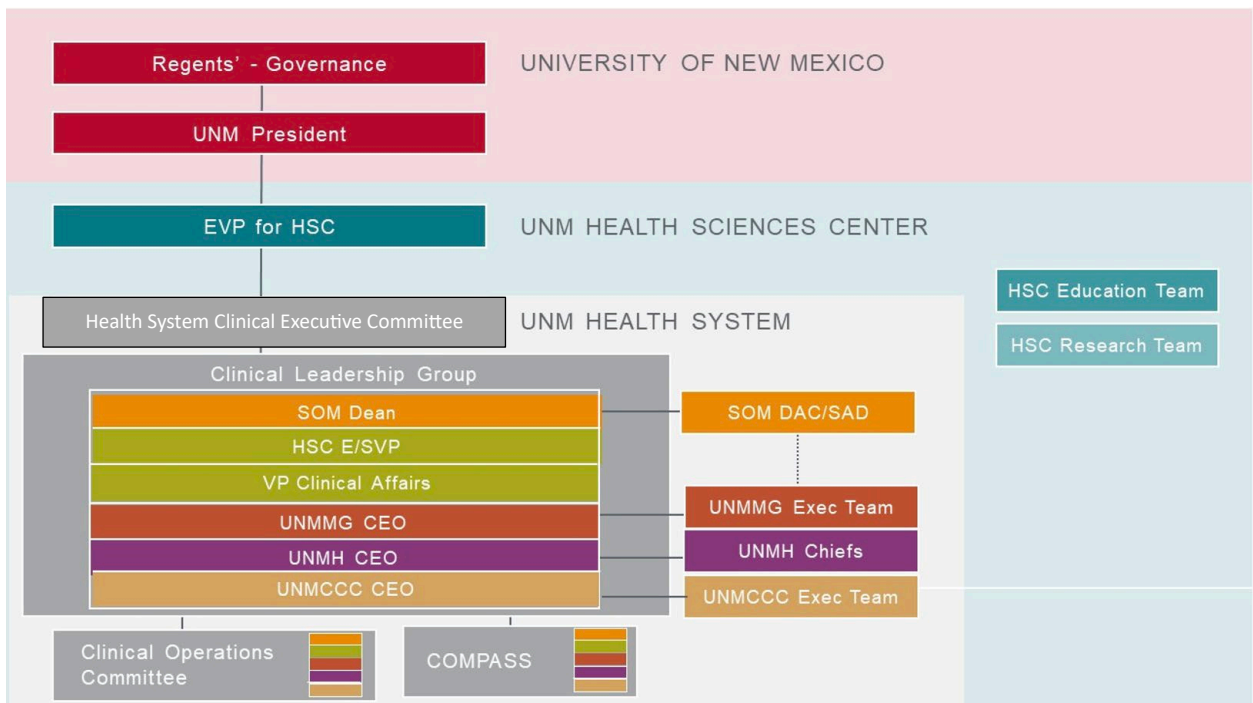 Regents’ - Governance
UNIVERSITY OF NEW MEXICO
UNM President
EVP for HSC
UNM HEALTH SCIENCES CENTER
HSC Education Team
Health System Clinical Executive Committee
UNM HEALTH SYSTEM
HSC Research Team
Clinical Leadership Group
SOM Dean
SOM DAC/SAD
HSC E/SVP
VP Clinical Affairs
UNMMG CEO
UNMMG Exec Team
UNMH CEO
UNMH Chiefs
UNMCCC CEO
UNMCCC Exec Team
Clinical Operations
Committee
COMPASS